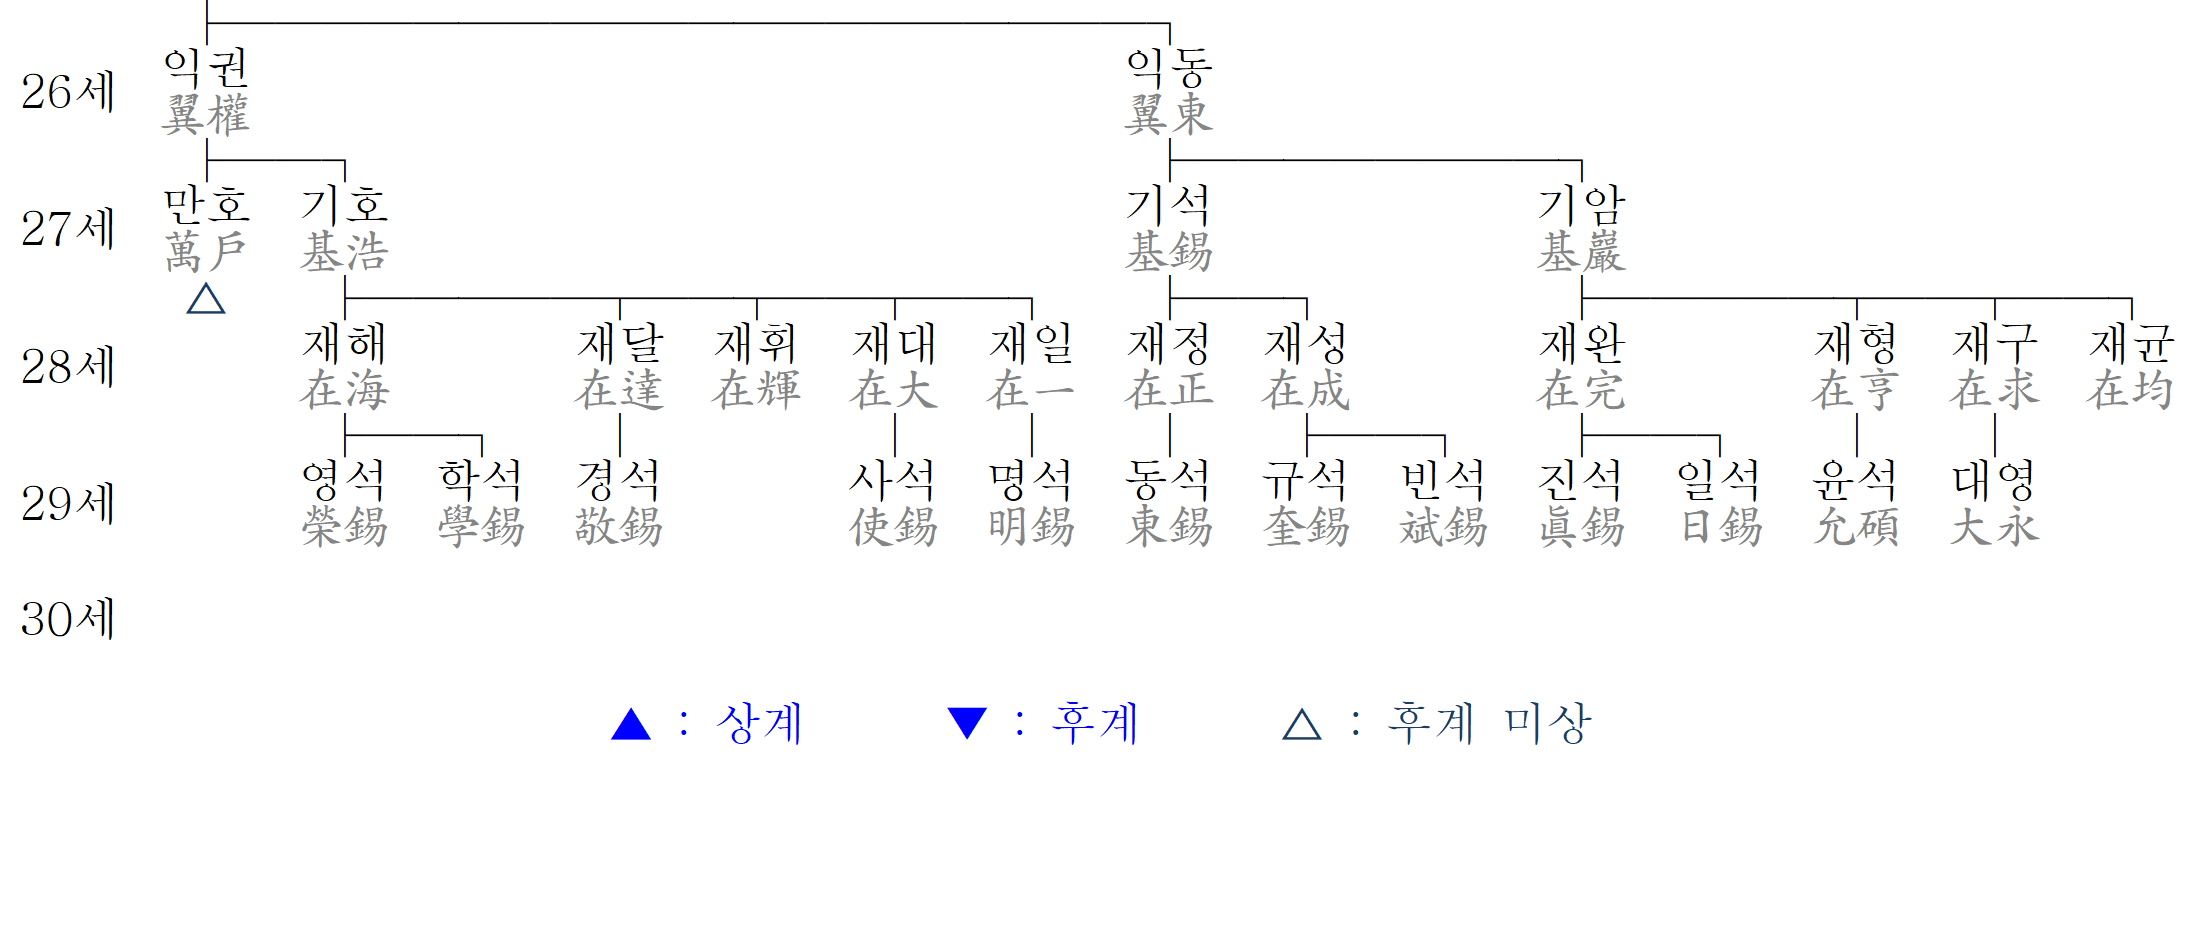 익권 익동
26세
翼權 翼東
만호 기호 기석 기암
27세
萬戶 基浩 基錫 基巖
△
재해 재달 재휘 재대 재일 재정 재성 재완 재형 재구 재균
28세
在海 在達 在輝 在大 在一 在正 在成 在完 在亨 在求 在均
영석 학석 경석 사석 명석 동석 규석 빈석 진석 일석 윤석 대영
29세
榮錫 學錫 敬錫 使錫 明錫 東錫 奎錫 斌錫 眞錫 日錫 允碩 大永
30세
▲ : 상계 ▼ : 후계 △ : 후계 미상